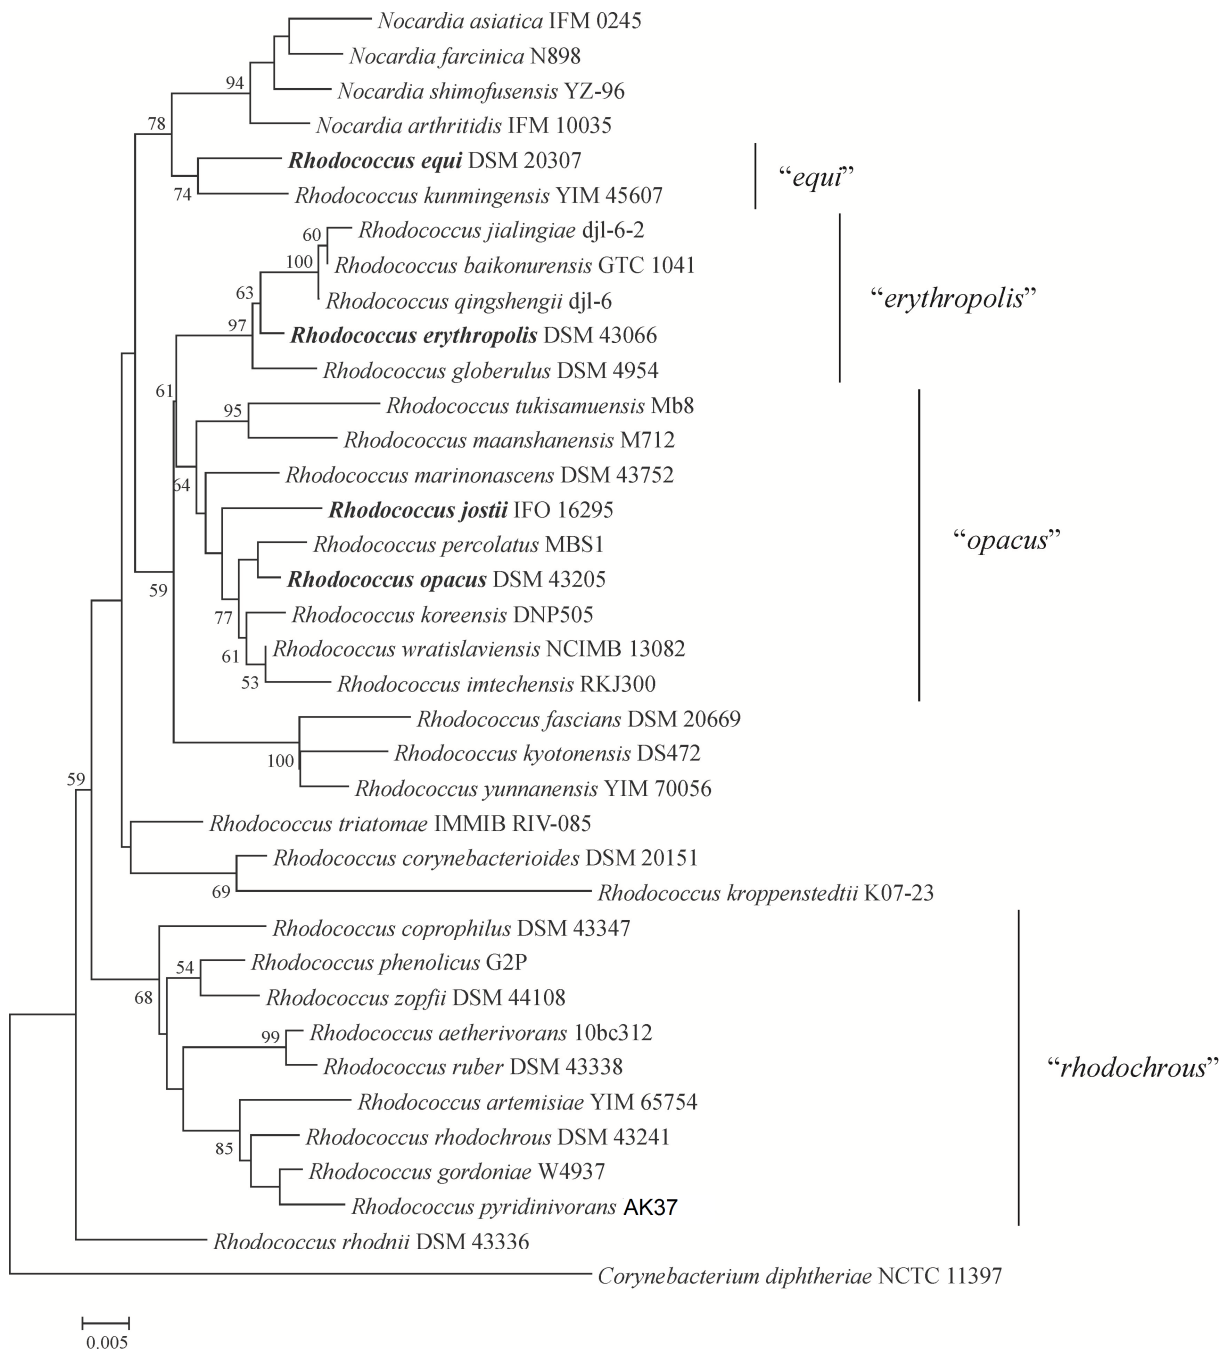 Nocardia asiatica IFM 0245
Nocardia farcinica N898
94
Nocardia shimofusensis YZ-96
78
Nocardia arthritidis IFM 10035
Rhodococcus equi DSM 20307
“equi”
74
Rhodococcus kunmingensis YIM 45607
60
Rhodococcus jialingiae djl-6-2
100
Rhodococcus baikonurensis GTC 1041
63
Rhodococcus qingshengii djl-6
“erythropolis”
97
Rhodococcus erythropolis DSM 43066
Rhodococcus globerulus DSM 4954
61
95
Rhodococcus tukisamuensis Mb8
Rhodococcus maanshanensis M712
64
Rhodococcus marinonascens DSM 43752
Rhodococcus jostii IFO 16295
Rhodococcus percolatus MBS1
“opacus”
59
Rhodococcus opacus DSM 43205
77
Rhodococcus koreensis DNP505
61
Rhodococcus wratislaviensis NCIMB 13082
53
Rhodococcus imtechensis RKJ300
Rhodococcus fascians DSM 20669
100
Rhodococcus kyotonensis DS472
59
Rhodococcus yunnanensis YIM 70056
Rhodococcus triatomae IMMIB RIV-085
Rhodococcus corynebacterioides DSM 20151
69
Rhodococcus kroppenstedtii K07-23
Rhodococcus coprophilus DSM 43347
54
Rhodococcus phenolicus G2P
68
Rhodococcus zopfii DSM 44108
99
Rhodococcus aetherivorans 10bc312
Rhodococcus ruber DSM 43338
“rhodochrous”
Rhodococcus artemisiae YIM 65754
85
Rhodococcus rhodochrous DSM 43241
Rhodococcus gordoniae W4937
Rhodococcus pyridinivorans AK37
Rhodococcus rhodnii DSM 43336
Corynebacterium diphtheriae NCTC 11397
0.005